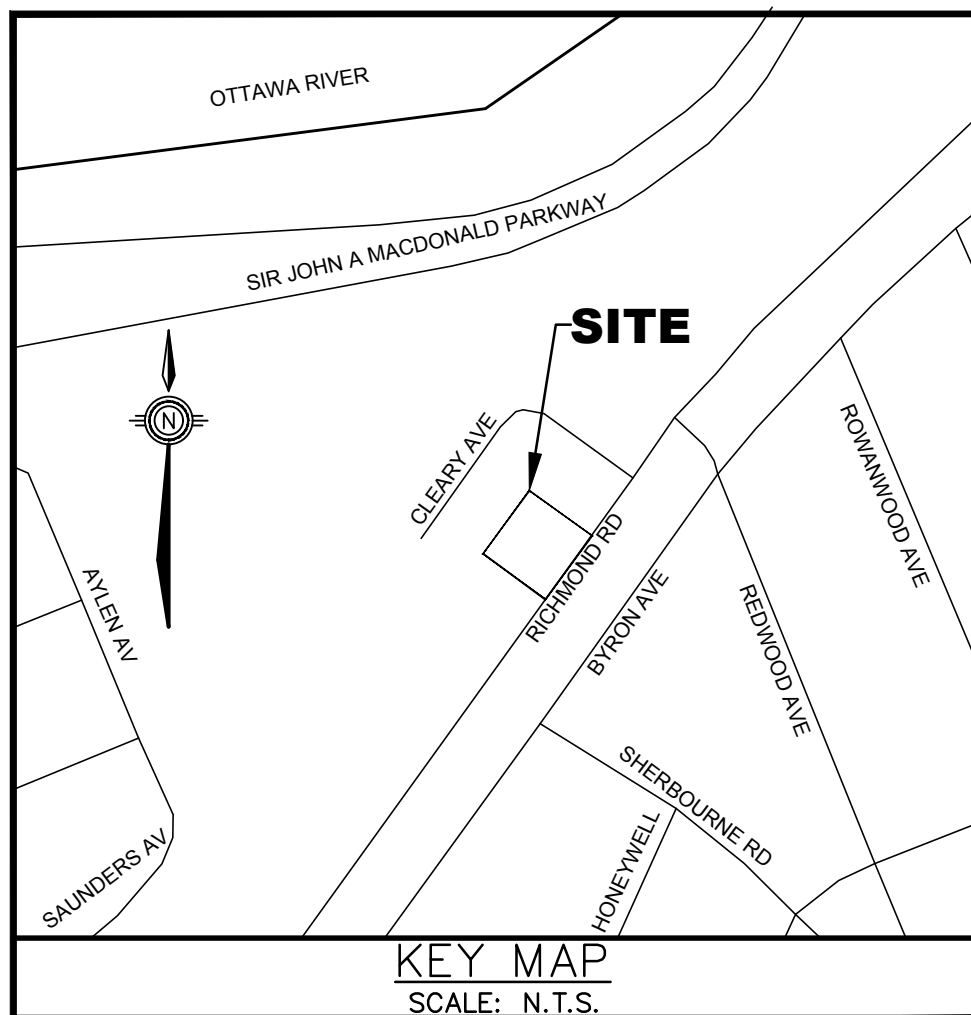 OTTAWA RIVER
SIR JOHN A MACDONALD PARKWAY
SITE
N
CLEARY AVE
ROWANWOOD AVE
RICHMOND RD
BYRON AVE
AYLEN AV
REDWOOD AVE
SHERBOURNE RD
SAUNDERS AV
HONEYWELL
KEY MAP
SCALE: N.T.S.